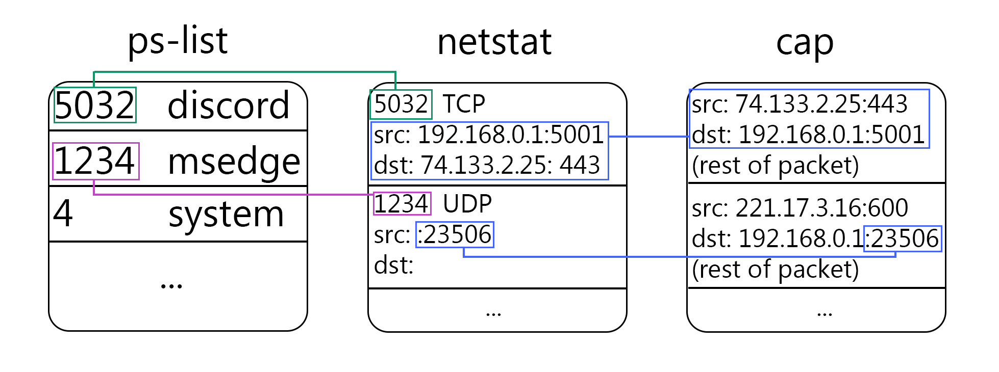 ps-list
5032 discord
1234 msedge
4 system
...
netstat
5032 TCP
src: 192.168.0.1:5001
dst: 74.133.2.25: 443
1234 UDP
src: :23506
dst:
...
cap
src: 74.133.2.25:443
dst: 192.168.0.1:5001
(rest of packet)
src: 221.17.3.16:600
dst: 192.168.0.1:23506
(rest of packet)
...